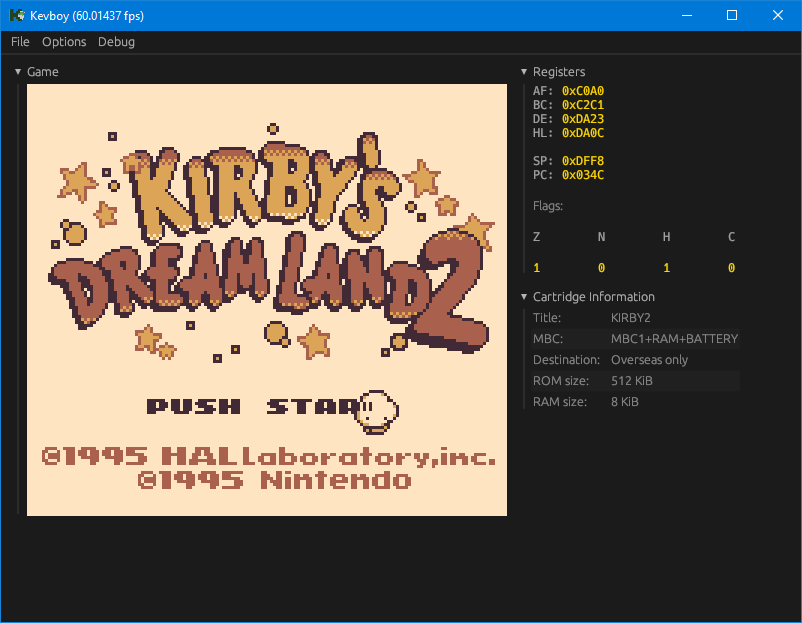 Kevboy (60.01437 fps)
File Options Debug
Game
KIRBY'S
DREAM LAND 2
PUSH STAR
©1995 HAL Laboratory,inc.
©1995 Nintendo
Registers
AF: 0xC0A0
BC: 0xC2C1
DE: 0xDA23
HL: 0xDA0C
SP: 0xDFF8
PC: 0x034C
Flags:
Z N H C
1 0 1 0
Cartridge Information
Title: KIRBY2
MBC: MBC1+RAM+BATTERY
Destination: Overseas only
ROM size: 512 KiB
RAM size: 8 KiB